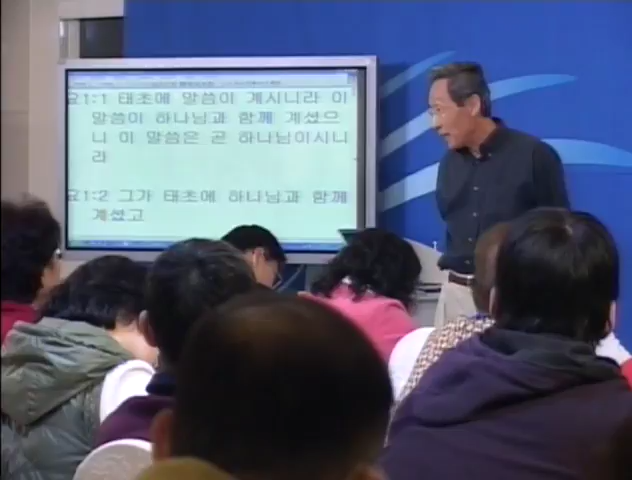 요1:1 태초에 말씀이 계시니라 이
말씀이 하나님과 함께 계셨으
니 이 말씀은 곧 하나님이시니
라
요1:2 그가 태초에 하나님과 함께
계셨고